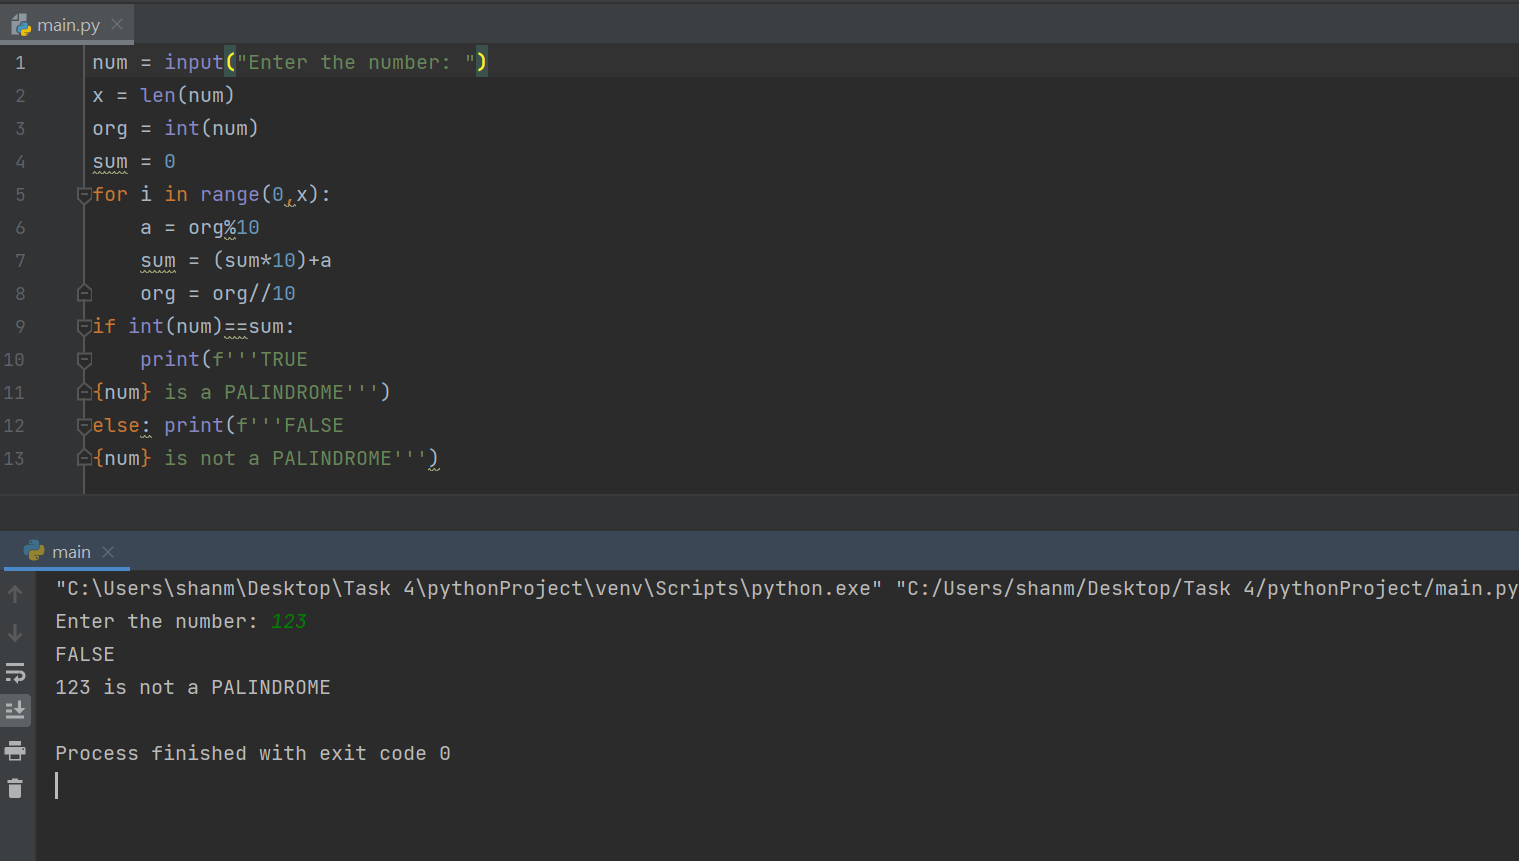 main.py
1 num = input("Enter the number: ")
2 x = len(num)
3 org = int(num)
4 sum = 0
5 for i in range(0,x):
6     a = org%10
7     sum = (sum*10)+a
8     org = org//10
9 if int(num)==sum:
10     print(f'''TRUE
11 {num} is a PALINDROME''')
12 else: print(f'''FALSE
13 {num} is not a PALINDROME''')
main
"C:\Users\shanm\Desktop\Task 4\pythonProject\venv\Scripts\python.exe" "C:/Users/shanm/Desktop/Task 4/pythonProject/main.py
Enter the number: 123
FALSE
123 is not a PALINDROME
Process finished with exit code 0